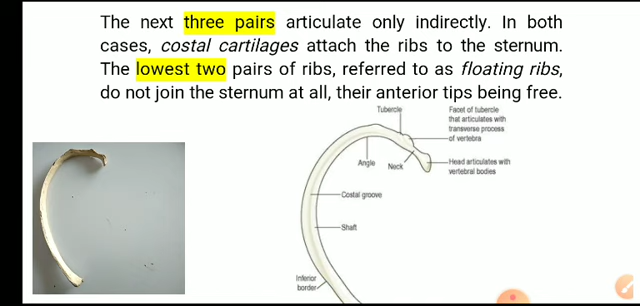 The next three pairs articulate only indirectly. In both
cases, costal cartilages attach the ribs to the sternum.
The lowest two pairs of ribs, referred to as floating ribs,
do not join the sternum at all, their anterior tips being free.
Tubercle
Facet of tubercle
that articulates with
transverse process
of vertebra
Angle
Neck
Head articulates with
vertebral bodies
Costal groove
Shaft
Inferior
border